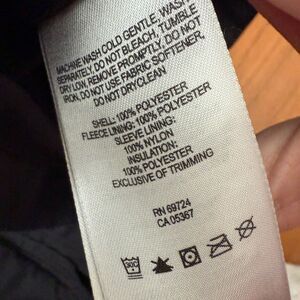 MACHINE WASH COLD GENTLE, WASH
SEPARATELY, DO NOT BLEACH, TUMBLE
DRY LOW, REMOVE PROMPTLY, DO NOT
IRON, DO NOT USE FABRIC SOFTENER,
DO NOT DRYCLEAN
SHELL: 100% POLYESTER
FLEECE LINING: 100% POLYESTER
SLEEVE LINING:
100% NYLON
INSULATION:
100% POLYESTER
EXCLUSIVE OF TRIMMING
RN 69724
CA 05367
30C